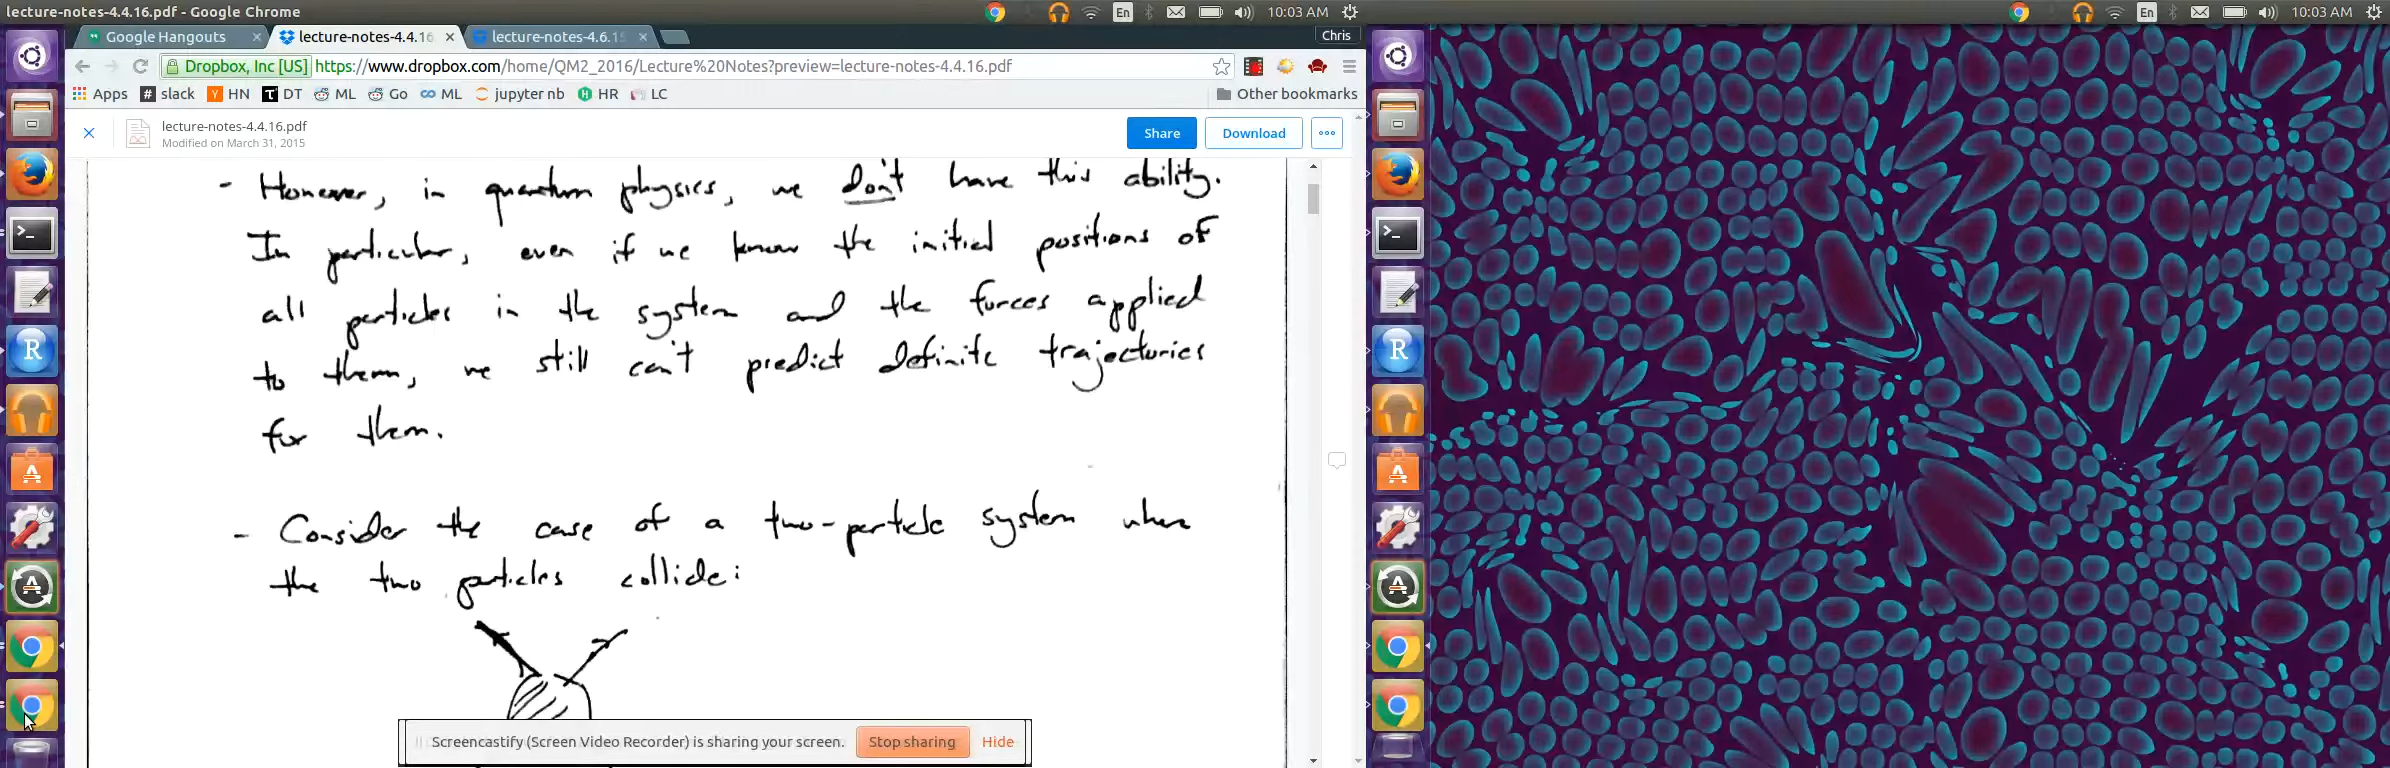 lecture-notes-4.4.16.pdf - Google Chrome
En
10:03 AM
En
10:03 AM
Google Hangouts
lecture-notes-4.4.16
lecture-notes-4.6.15
Chris
Dropbox, Inc [US] https://www.dropbox.com/home/QM2_2016/Lecture%20Notes?preview=lecture-notes-4.4.16.pdf
Apps
slack
HN
DT
ML
Go
ML
jupyter nb
HR
LC
Other bookmarks
lecture-notes-4.4.16.pdf
Modified on March 31, 2015
Share
Download
- However, in quantum physics, we don't have this ability.
In particular, even if we know the initial positions of
all particles in the system and the forces applied
to them, we still can't predict definite trajectories
for them.
- Consider the case of a two-particle system where
the two particles collide:
Screencastify (Screen Video Recorder) is sharing your screen.
Stop sharing
Hide